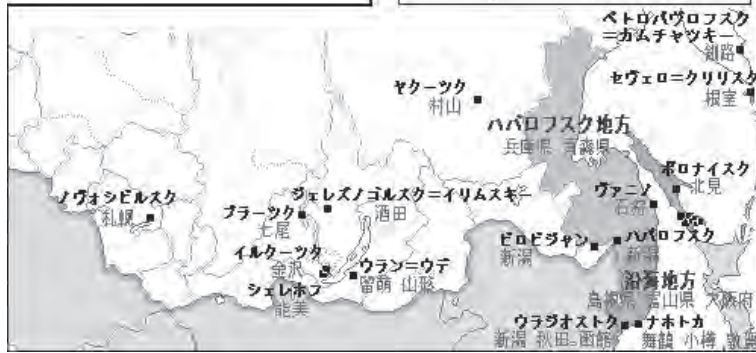 ペトロパヴロフスク
=カムチャツキー
釧路
セヴェロ=クリリスク
根室
ヤクーツク
村山
ハバロフスク地方
兵庫県 青森県
ポロナイスク
北見
ヴァニノ
石狩
ノヴォシビルスク
札幌
ブラーツク
七尾
ジェレズノゴルスク=イリムスキー
酒田
イルクーツク
金沢
シェレホフ
能美
ウラン=ウデ
留萌 山形
ビロビジャン
新潟
ハバロフスク
新潟
沿海地方
島根県 富山県 大阪府
ウラジオストク
新潟 秋田 函館
ナホトカ
舞鶴 小樽 敦賀